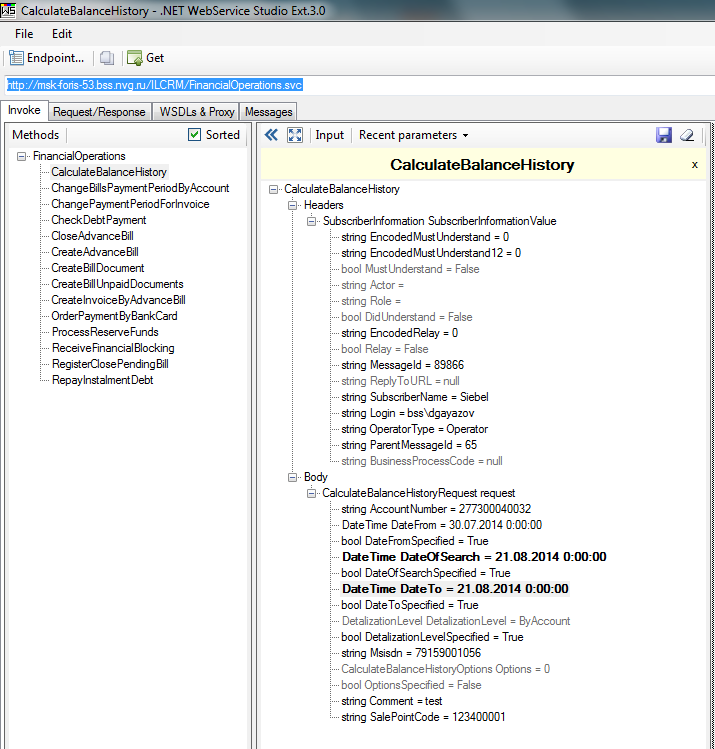 CalculateBalanceHistory - .NET WebService Studio Ext.3.0
File Edit
Endpoint... Get
http://msk-foris-53.bss.nvg.ru/ILCRM/FinancialOperations.svc
Invoke Request/Response WSDLs & Proxy Messages
Methods Sorted
FinancialOperations
CalculateBalanceHistory
ChangeBillsPaymentPeriodByAccount
ChangePaymentPeriodForInvoice
CheckDebtPayment
CloseAdvanceBill
CreateAdvanceBill
CreateBillDocument
CreateBillUnpaidDocuments
CreateInvoiceByAdvanceBill
OrderPaymentByBankCard
ProcessReserveFunds
ReceiveFinancialBlocking
RegisterClosePendingBill
RepayInstalmentDebt
Input Recent parameters
CalculateBalanceHistory x
CalculateBalanceHistory
Headers
SubscriberInformation SubscriberInformationValue
string EncodedMustUnderstand = 0
string EncodedMustUnderstand12 = 0
bool MustUnderstand = False
string Actor =
string Role =
bool DidUnderstand = False
string EncodedRelay = 0
bool Relay = False
string MessageId = 89866
string ReplyToURL = null
string SubscriberName = Siebel
string Login = bss\dgayazov
string OperatorType = Operator
string ParentMessageId = 65
string BusinessProcessCode = null
Body
CalculateBalanceHistoryRequest request
string AccountNumber = 277300040032
DateTime DateFrom = 30.07.2014 0:00:00
bool DateFromSpecified = True
DateTime DateOfSearch = 21.08.2014 0:00:00
bool DateOfSearchSpecified = True
DateTime DateTo = 21.08.2014 0:00:00
bool DateToSpecified = True
DetalizationLevel DetalizationLevel = ByAccount
bool DetalizationLevelSpecified = True
string Msisdn = 79159001056
CalculateBalanceHistoryOptions Options = 0
bool OptionsSpecified = False
string Comment = test
string SalePointCode = 123400001